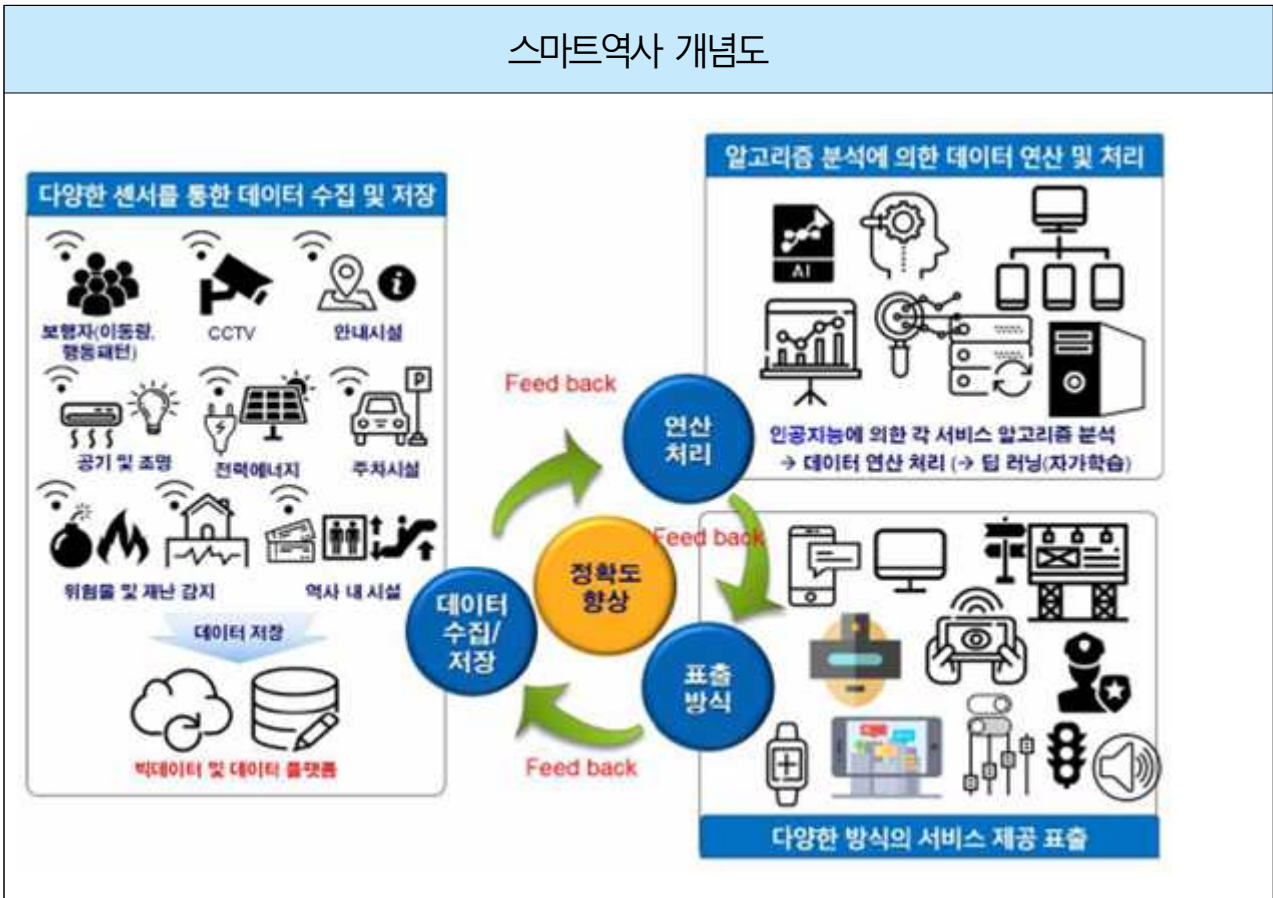 스마트역사 개념도
다양한 센서를 통한 데이터 수집 및 저장
보행자(이동량,
행동패턴)
CCTV
안내시설
공기 및 조명
전력에너지
P
주차시설
위험물 및 재난 감지
역사 내 시설
데이터 저장
빅데이터 및 데이터 플랫폼
Feed back
연산
처리
Feed back
정확도
향상
데이터
수집/
저장
표출
방식
Feed back
알고리즘 분석에 의한 데이터 연산 및 처리
AI
인공지능에 의한 각 서비스 알고리즘 분석
→ 데이터 연산 처리 (→ 딥 러닝(자가학습)
다양한 방식의 서비스 제공 표출